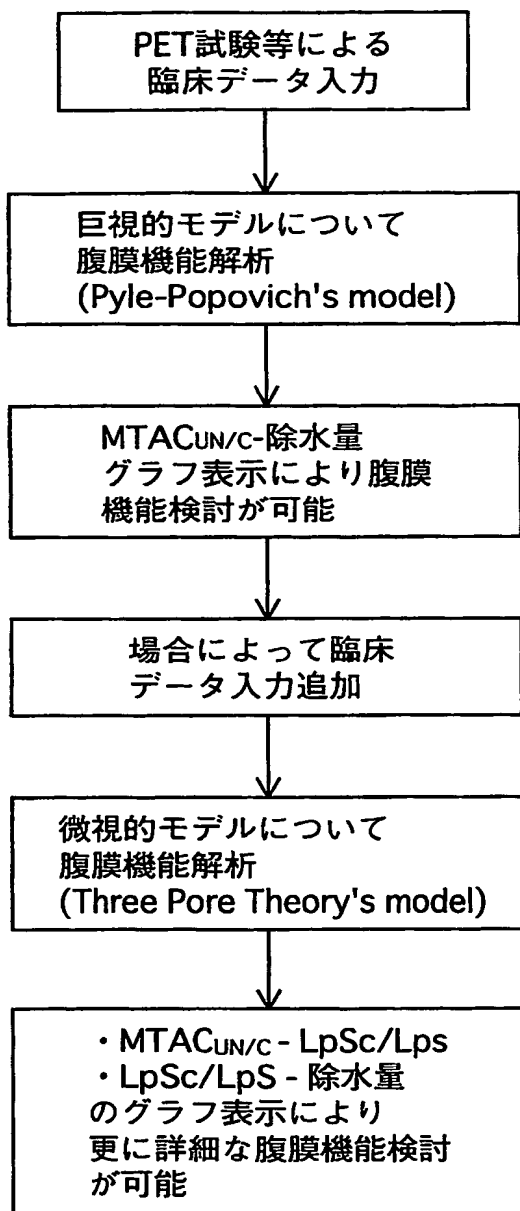 PET試験等による
臨床データ入力
巨視的モデルについて
腹膜機能解析
(Pyle-Popovich's model)
MTACUN/C-除水量
グラフ表示により腹膜
機能検討が可能
場合によって臨床
データ入力追加
微視的モデルについて
腹膜機能解析
(Three Pore Theory's model)
・MTACUN/C - LpSc/Lps
・LpSc/LpS - 除水量
のグラフ表示により
更に詳細な腹膜機能検討
が可能